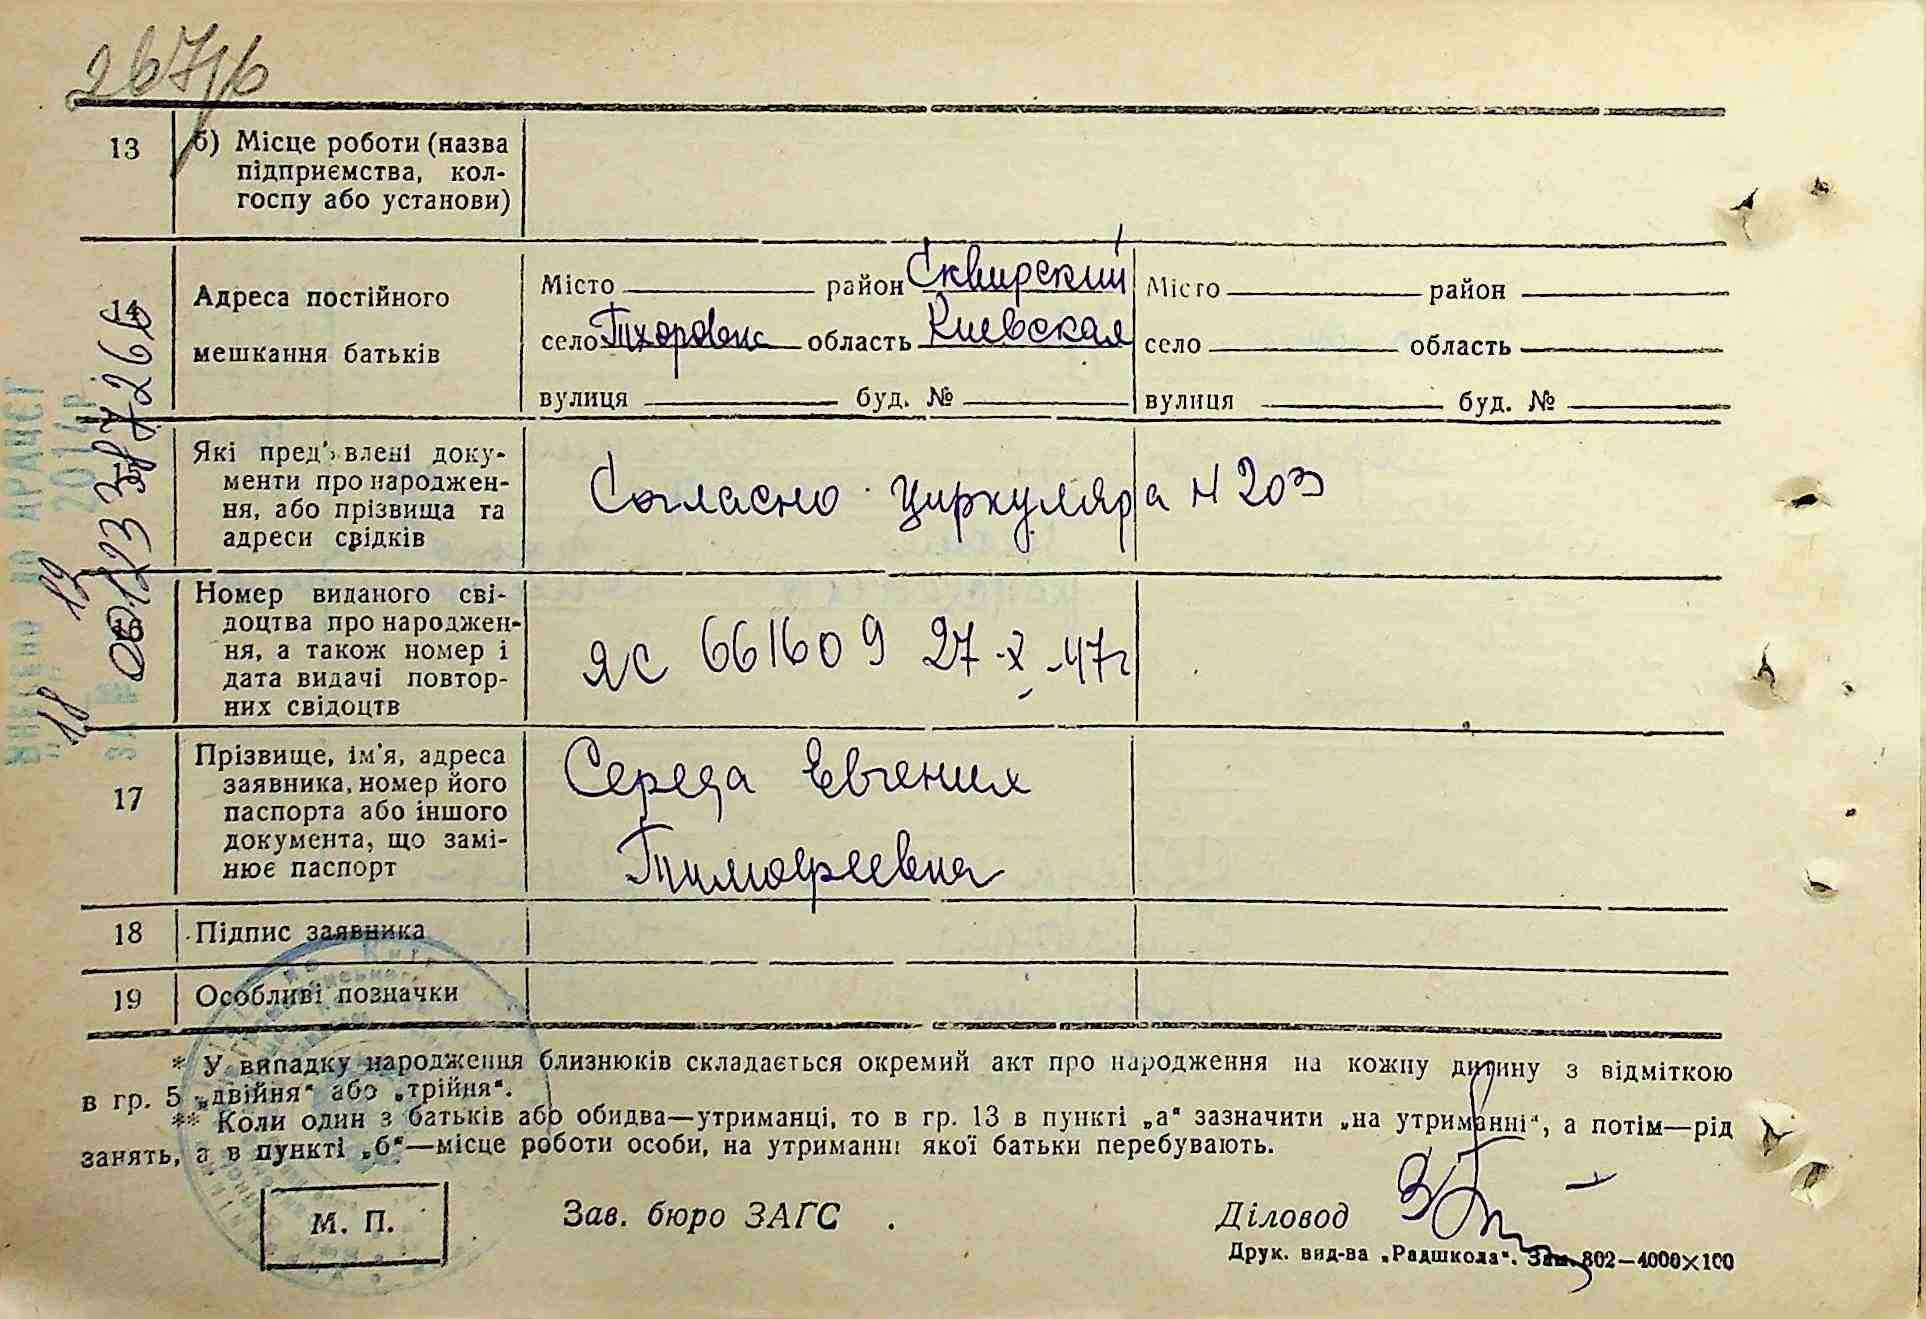 267/б
13 б) Місце роботи (назва
підприємства, кол-
госпу або установи)
14 Адреса постійного
мешкання батьків
Місто район Сквирский
село Тхоровка область Киевская
вулиця буд. №
Місто район
село область
вулиця буд. №
Які пред'влені доку-
менти про народжен-
ня, або прізвища та
адреси свідків
Согласно циркуляра N 203
Номер виданого сві-
доцтва про народжен-
ня, а також номер і
дата видачі повтор-
них свідоцтв
ЯС 661609 27-X-47г
17 Прізвище, ім'я, адреса
заявника, номер його
паспорта або іншого
документа, що замі-
нює паспорт
Середа Евгения
Тимофеевна
18 Підпис заявника
19 Особливі позначки
* У випадку народження близнюків складається окремий акт про народження на кожну дитину з відміткою
в гр. 5 „двійня“ або „трійня“.
** Коли один з батьків або обидва—утриманці, то в гр. 13 в пункті „а“ зазначити „на утриманні“, а потім—рід
занять, а в пункті „б“—місце роботи особи, на утриманні якої батьки перебувають.
М. П.
Зав. бюро ЗАГС .
Діловод
Друк. вид-ва „Радшкола“. Зам. 802—4000×100